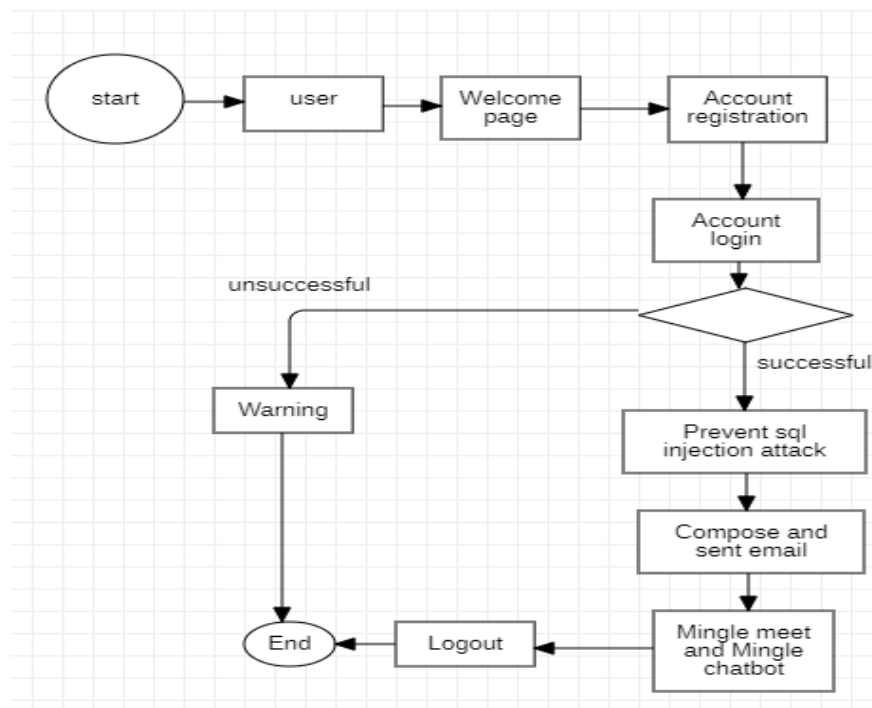 start
user
Welcome
page
Account
registration
Account
login
unsuccessful
successful
Warning
Prevent sql
injection attack
Compose and
sent email
Mingle meet
and Mingle
chatbot
Logout
End